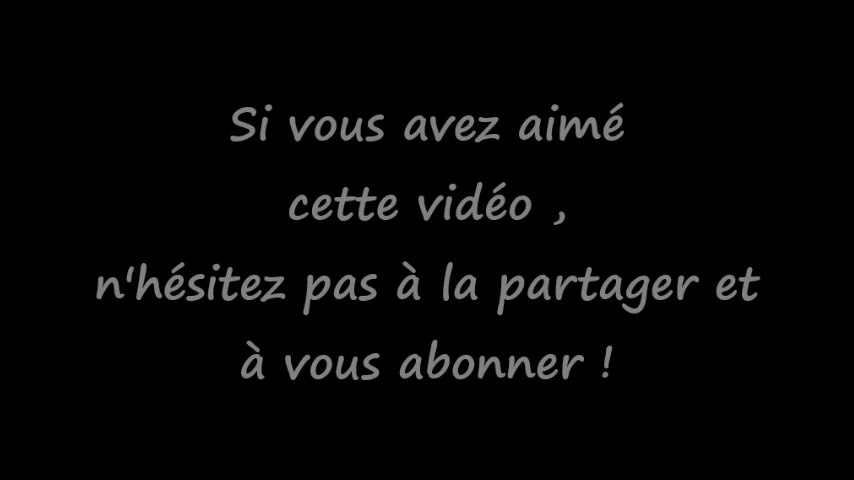 Si vous avez aimé
cette vidéo ,
n'hésitez pas à la partager et
à vous abonner !